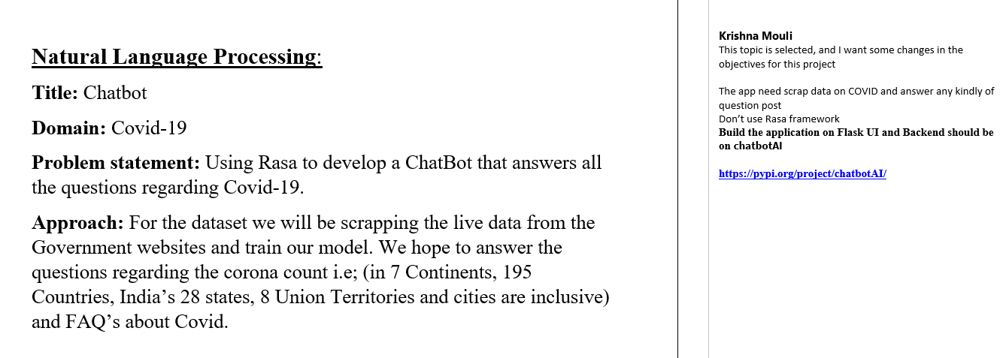 Natural Language Processing:
Title: Chatbot
Domain: Covid-19
Problem statement: Using Rasa to develop a ChatBot that answers all
the questions regarding Covid-19.
Approach: For the dataset we will be scrapping the live data from the
Government websites and train our model. We hope to answer the
questions regarding the corona count i.e; (in 7 Continents, 195
Countries, India’s 28 states, 8 Union Territories and cities are inclusive)
and FAQ’s about Covid.
Krishna Mouli
This topic is selected, and I want some changes in the
objectives for this project
The app need scrap data on COVID and answer any kindly of
question post
Don’t use Rasa framework
Build the application on Flask UI and Backend should be
on chatbotAI
https://pypi.org/project/chatbotAI/